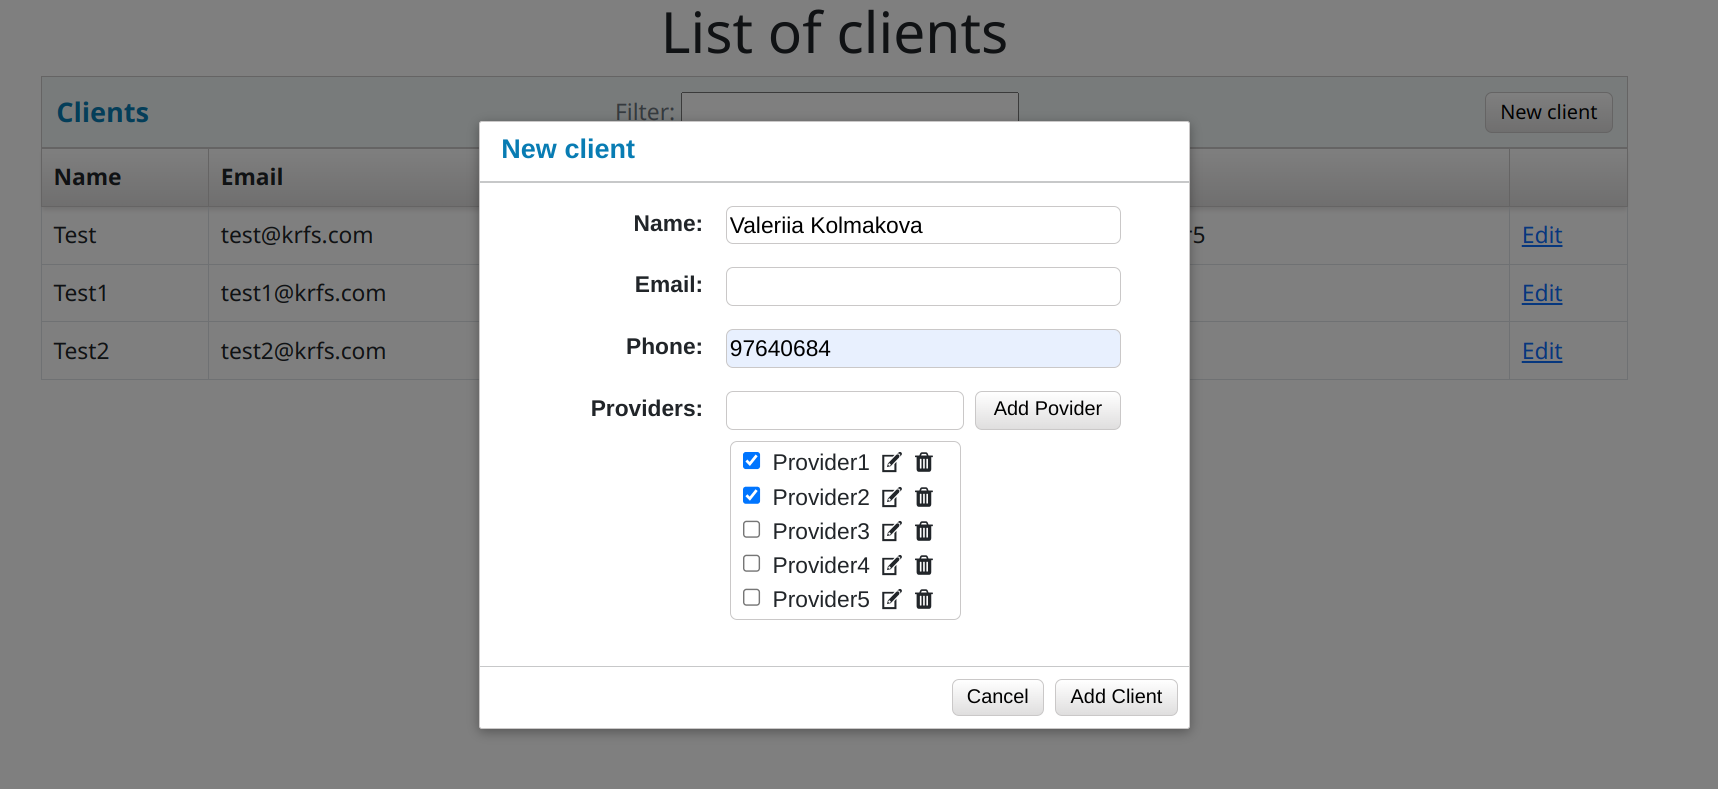 List of clients
Clients
Filter:
New client
New client
Name
Email
Name:
Valeriia Kolmakova
Test
test@krfs.com
r5
Edit
Email:
Test1
test1@krfs.com
Edit
Phone:
97640684
Test2
test2@krfs.com
Edit
Providers:
Add Povider
Provider1
Provider2
Provider3
Provider4
Provider5
Cancel
Add Client